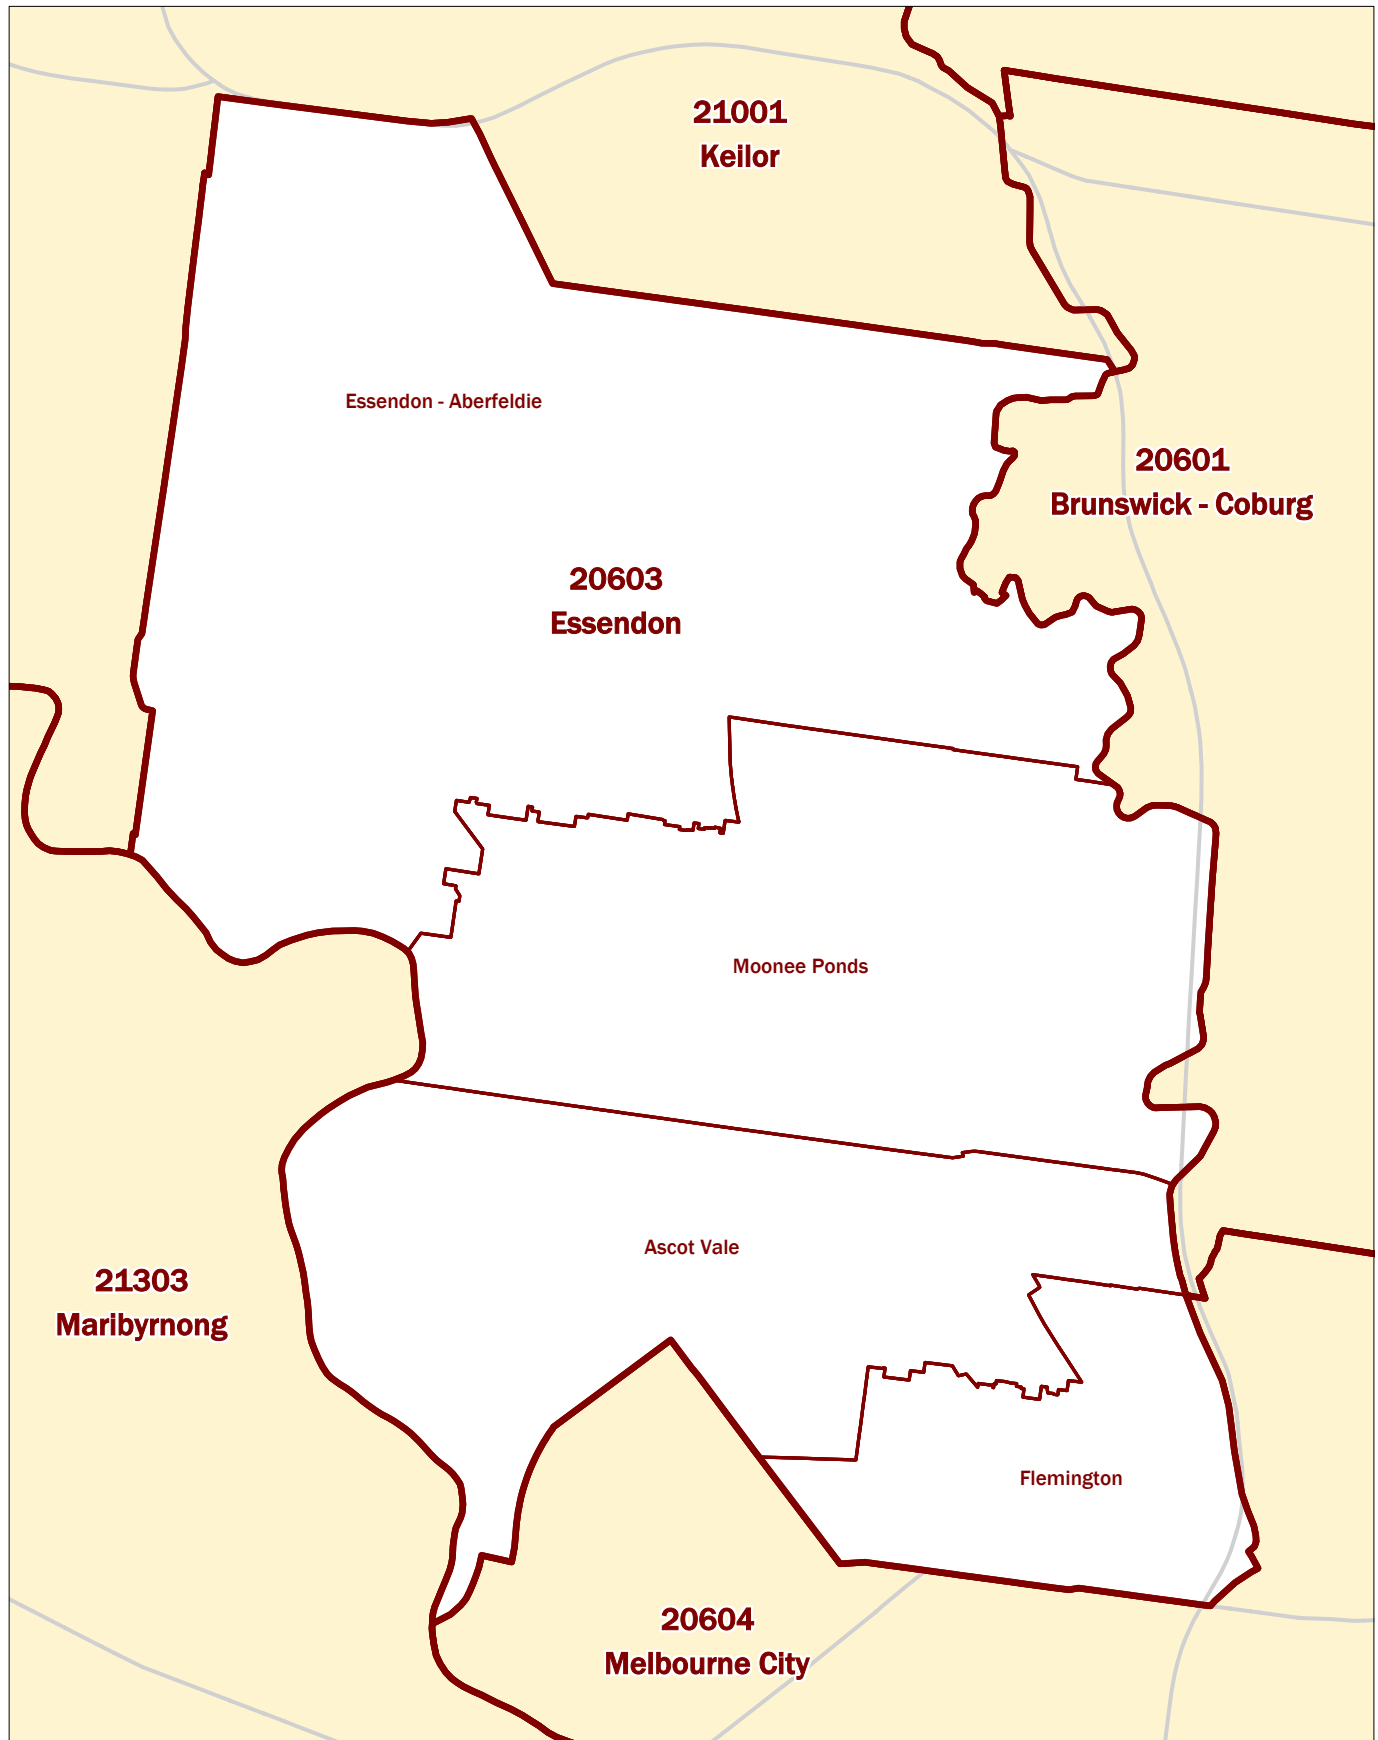 21001
Keilor
Essendon - Aberfeldie
20601
Brunswick - Coburg
20603
Essendon
Moonee Ponds
Ascot Vale
21303
Maribyrnong
Flemington
20604
Melbourne City